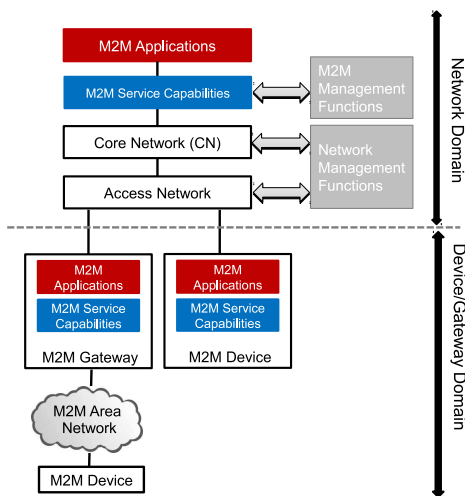 M2M Applications
M2M Service Capabilities
M2M
Management
Functions
Core Network (CN)
Network
Management
Functions
Access Network
Network Domain
M2M
Applications
M2M Service
Capabilities
M2M Gateway
M2M
Applications
M2M Service
Capabilities
M2M Device
M2M Area
Network
M2M Device
Device/Gateway Domain